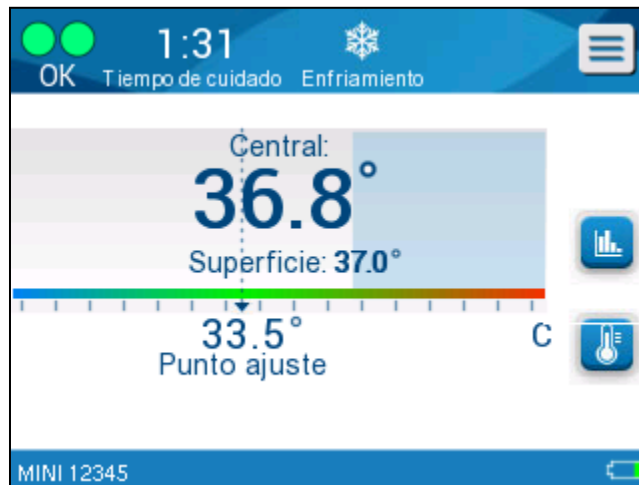 1:31
OK Tiempo de cuidado Enfriamiento
Central:
36.8°
Superficie: 37.0°
33.5° C
Punto ajuste
MINI 12345